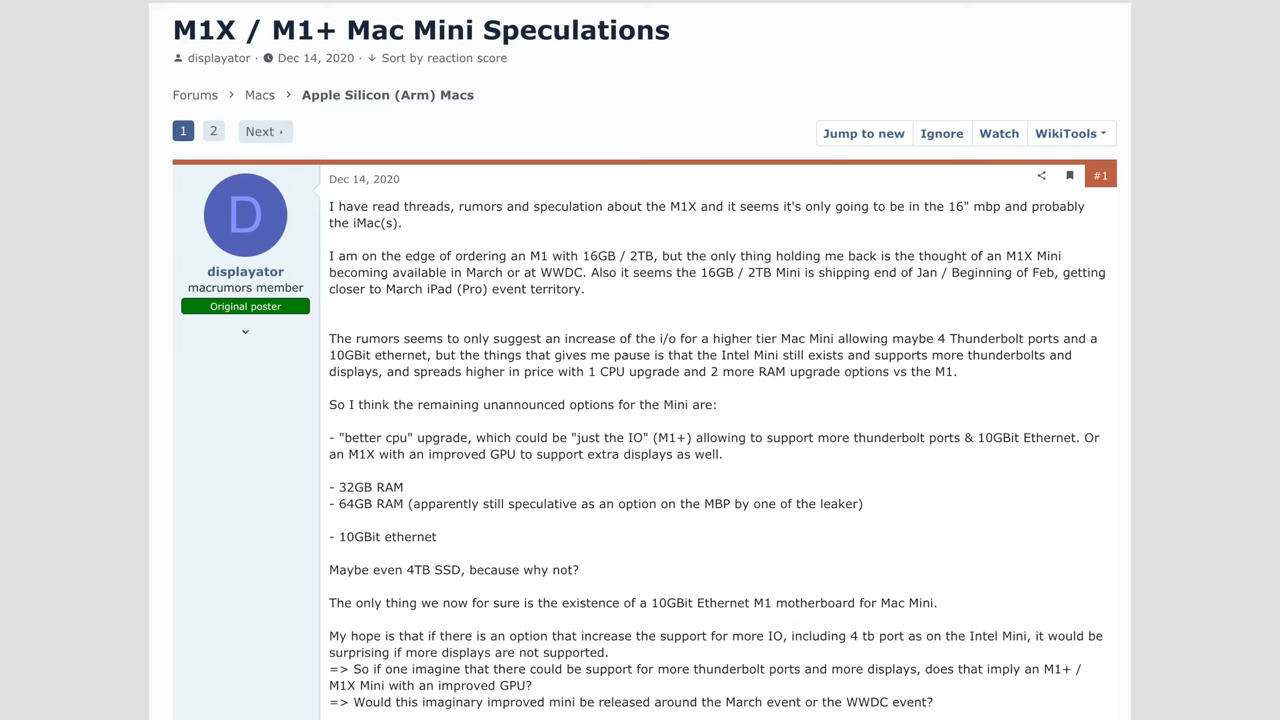 M1X / M1+ Mac Mini Speculations
displayator · Dec 14, 2020 · Sort by reaction score
Forums > Macs > Apple Silicon (Arm) Macs
1 2 Next
Jump to new Ignore Watch WikiTools
Dec 14, 2020
#1
D
displayator
macrumors member
Original poster
I have read threads, rumors and speculation about the M1X and it seems it's only going to be in the 16" mbp and probably
the iMac(s).
I am on the edge of ordering an M1 with 16GB / 2TB, but the only thing holding me back is the thought of an M1X Mini
becoming available in March or at WWDC. Also it seems the 16GB / 2TB Mini is shipping end of Jan / Beginning of Feb, getting
closer to March iPad (Pro) event territory.
The rumors seems to only suggest an increase of the i/o for a higher tier Mac Mini allowing maybe 4 Thunderbolt ports and a
10GBit ethernet, but the things that gives me pause is that the Intel Mini still exists and supports more thunderbolts and
displays, and spreads higher in price with 1 CPU upgrade and 2 more RAM upgrade options vs the M1.
So I think the remaining unannounced options for the Mini are:
- "better cpu" upgrade, which could be "just the IO" (M1+) allowing to support more thunderbolt ports & 10GBit Ethernet. Or
an M1X with an improved GPU to support extra displays as well.
- 32GB RAM
- 64GB RAM (apparently still speculative as an option on the MBP by one of the leaker)
- 10GBit ethernet
Maybe even 4TB SSD, because why not?
The only thing we now for sure is the existence of a 10GBit Ethernet M1 motherboard for Mac Mini.
My hope is that if there is an option that increase the support for more IO, including 4 tb port as on the Intel Mini, it would be
surprising if more displays are not supported.
=> So if one imagine that there could be support for more thunderbolt ports and more displays, does that imply an M1+ /
M1X Mini with an improved GPU?
=> Would this imaginary improved mini be released around the March event or the WWDC event?